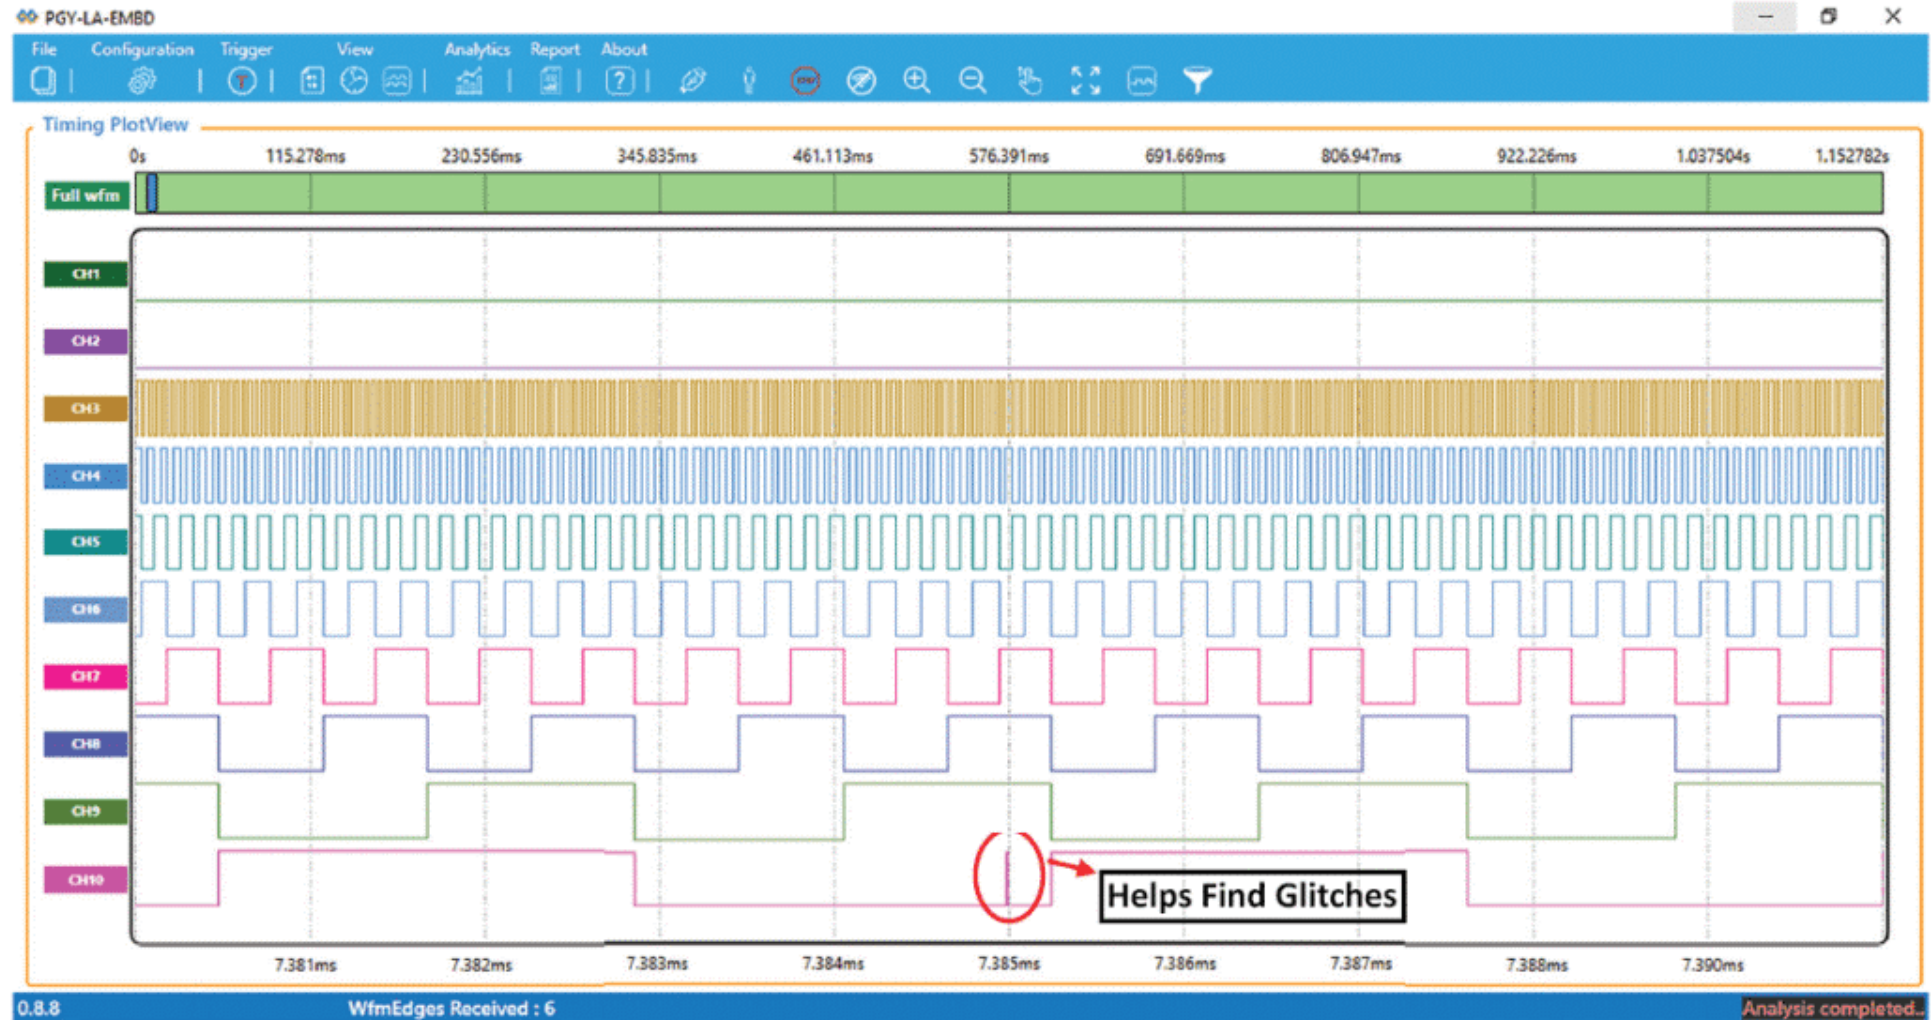 PGY-LA-EMBD
File Configuration Trigger View Analytics Report About
Timing PlotView
0s 115.278ms 230.556ms 345.835ms 461.113ms 576.391ms 691.669ms 806.947ms 922.226ms 1.037504s 1.152782s
Full wfm
CH1
CH2
CH3
CH4
CH5
CH6
CH7
CH8
CH9
CH10
Helps Find Glitches
7.381ms 7.382ms 7.383ms 7.384ms 7.385ms 7.386ms 7.387ms 7.388ms 7.390ms
0.8.8 WfmEdges Received : 6 Analysis completed..